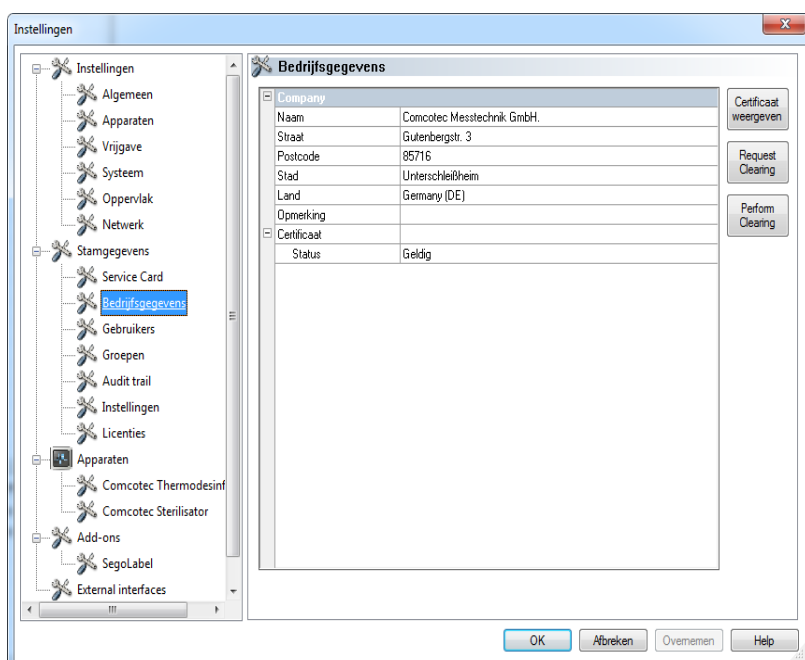 Instellingen
Instellingen
Algemeen
Apparaten
Vrijgave
Systeem
Oppervlak
Netwerk
Stamgegevens
Service Card
Bedrijfsgegevens
Gebruikers
Groepen
Audit trail
Instellingen
Licenties
Apparaten
Comcotec Thermodesinf
Comcotec Sterilisator
Add-ons
SegoLabel
External interfaces
Bedrijfsgegevens
Company
Naam Comcotec Messtechnik GmbH.
Straat Gutenbergstr. 3
Postcode 85716
Stad Unterschleißheim
Land Germany (DE)
Opmerking
Certificaat
Status Geldig
Certificaat
weergeven
Request
Clearing
Perform
Clearing
OK Afbreken Overnemen Help